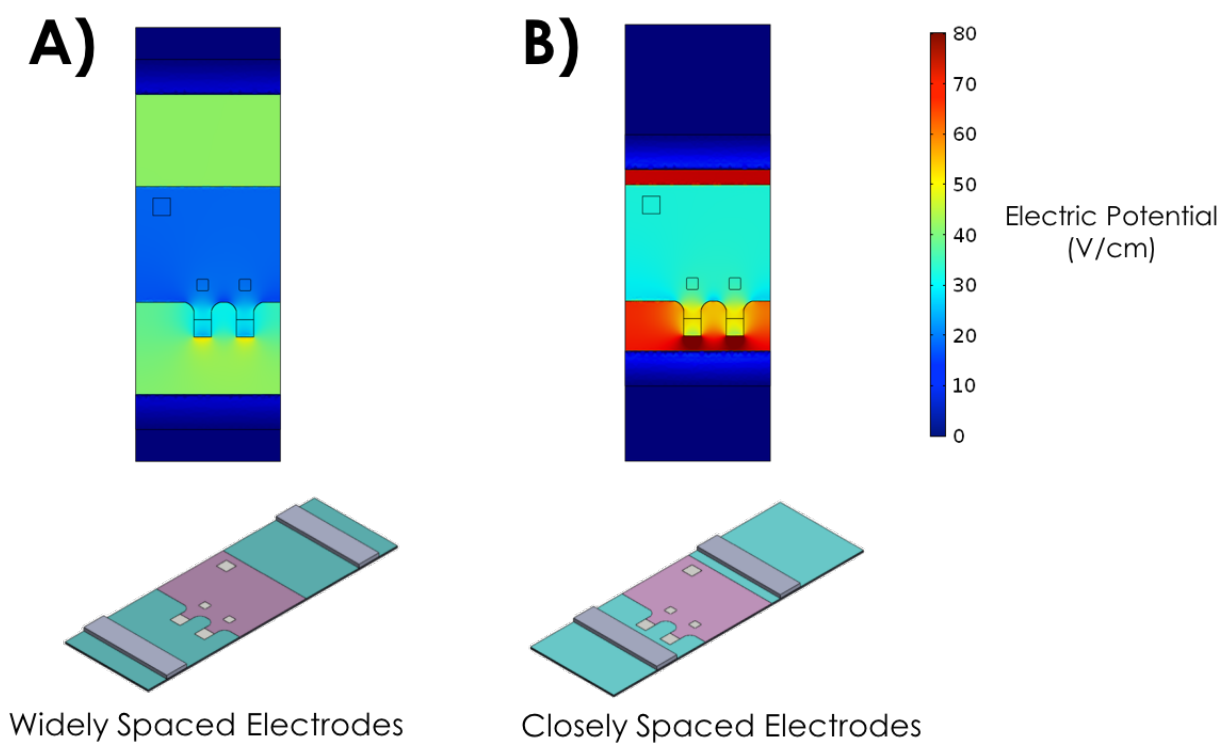 A)
B)
80
70
60
50
40
30
20
10
0
Electric Potential
(V/cm)
Widely Spaced Electrodes
Closely Spaced Electrodes